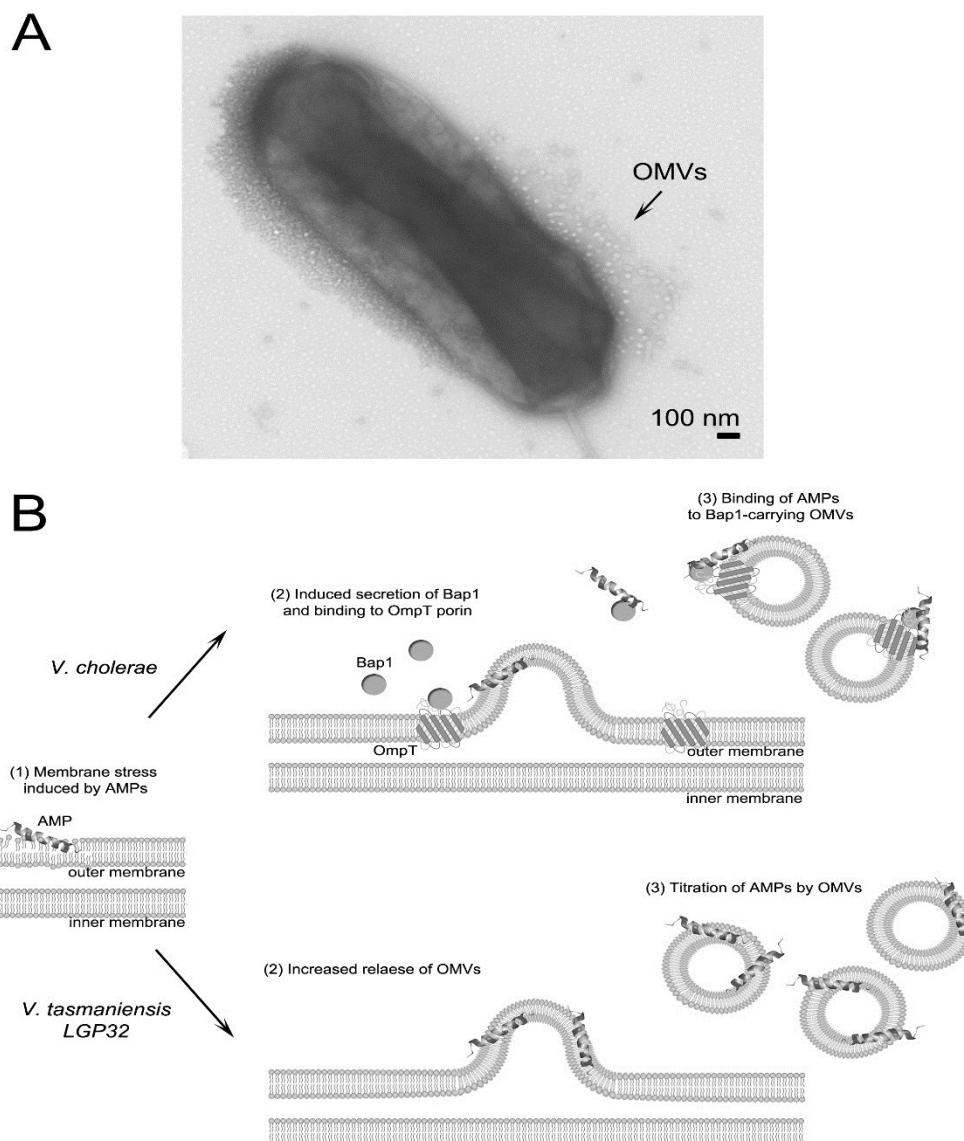 A
OMVs
100 nm
B
(3) Binding of AMPs
to Bap1-carrying OMVs
(2) Induced secretion of Bap1
and binding to OmpT porin
Bap1
V. cholerae
OmpT
outer membrane
inner membrane
(1) Membrane stress
induced by AMPs
AMP
outer membrane
inner membrane
(3) Titration of AMPs by OMVs
(2) Increased relaese of OMVs
V. tasmaniensis
LGP32